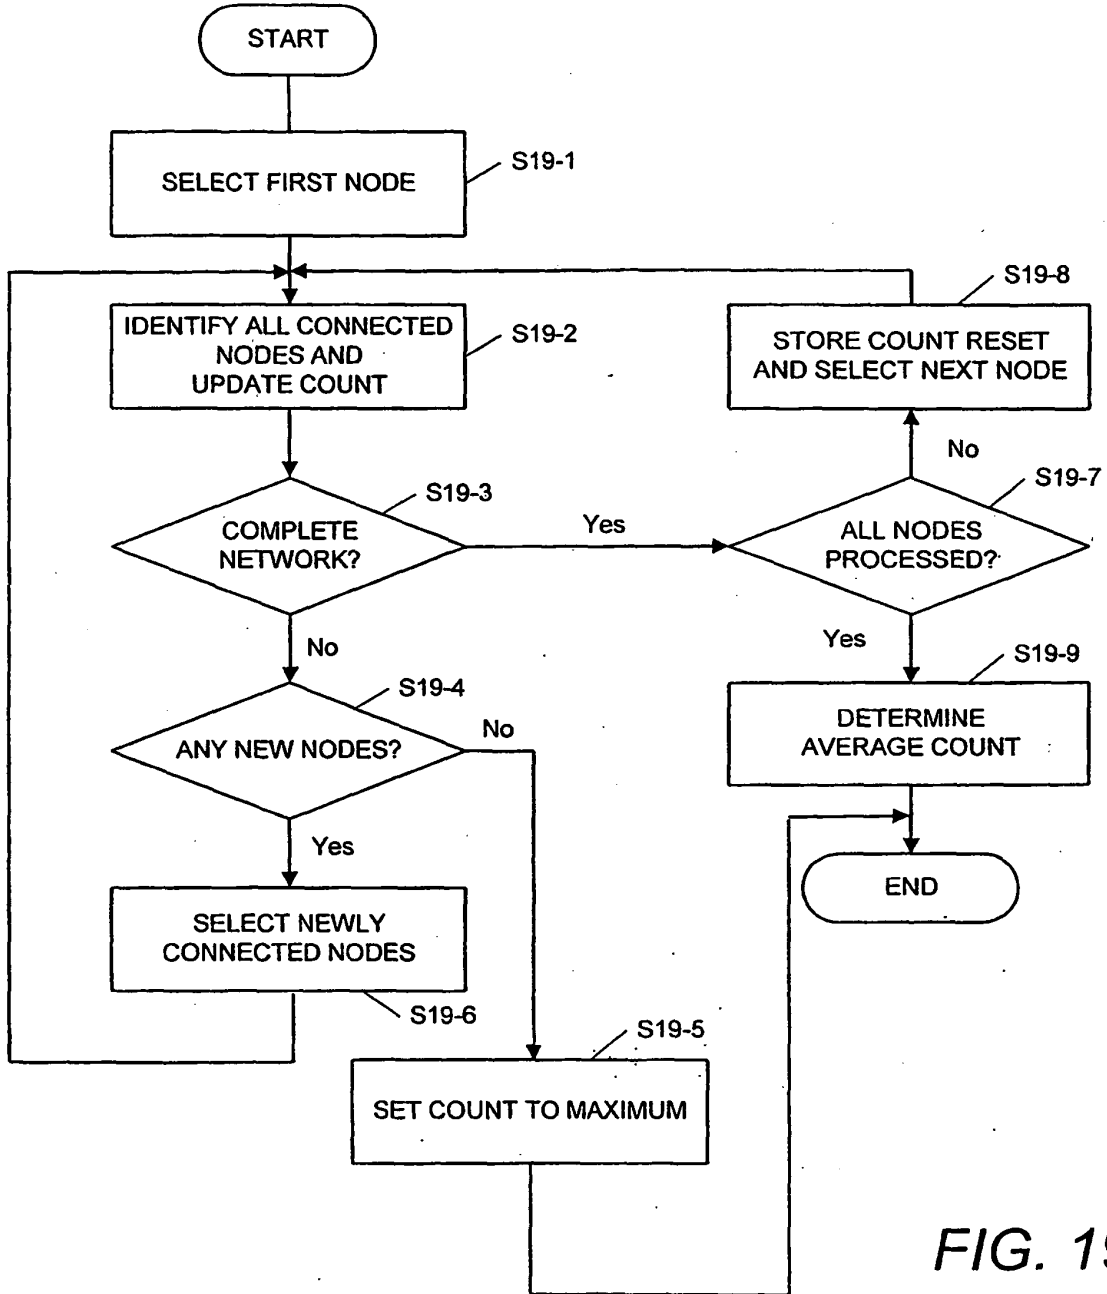 START
SELECT FIRST NODE
S19-1
IDENTIFY ALL CONNECTED
NODES AND
UPDATE COUNT
S19-2
S19-8
STORE COUNT RESET
AND SELECT NEXT NODE
No
S19-3
COMPLETE
NETWORK?
Yes
S19-7
ALL NODES
PROCESSED?
No
Yes
S19-4
ANY NEW NODES?
No
S19-9
DETERMINE
AVERAGE COUNT
Yes
END
SELECT NEWLY
CONNECTED NODES
S19-6
S19-5
SET COUNT TO MAXIMUM
FIG. 19